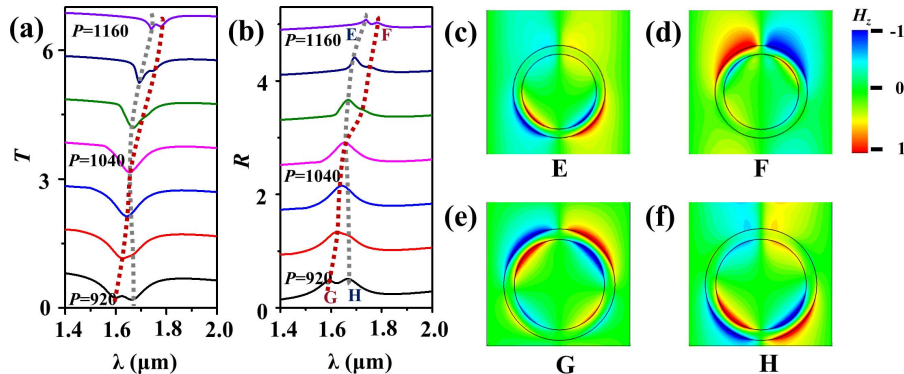 (a)
P=1160
P=1040
P=920
6
3
0
T
1.4 1.6 1.8 2.0
λ (μm)
(b)
P=1160
E
F
P=1040
P=920
G
H
4
2
0
R
1.4 1.6 1.8 2.0
λ (μm)
(c)
E
(d)
F
Hz
-1
0
1
(e)
G
(f)
H